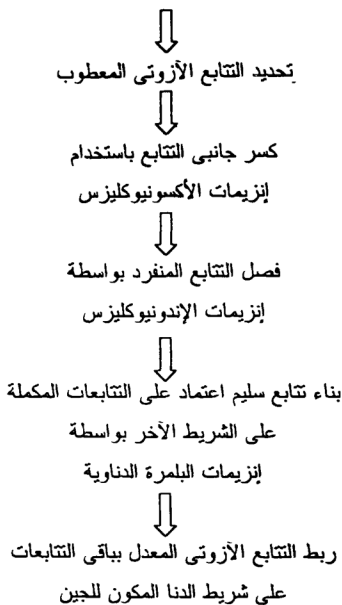 تحديد التتابع الآزوتى المعطوب
كسر جانبى التتابع باستخدام
إنزيمات الأكسونيوكليزس
فصل التتابع المنفرد بواسطة
إنزيمات الإندونيوكليزس
بناء تتابع سليم اعتماد على التتابعات المكملة
على الشريط الآخر بواسطة
إنزيمات البلمرة الدناوية
ربط التتابع الآزوتى المعدل بباقى التتابعات
على شريط الدنا المكون للجين